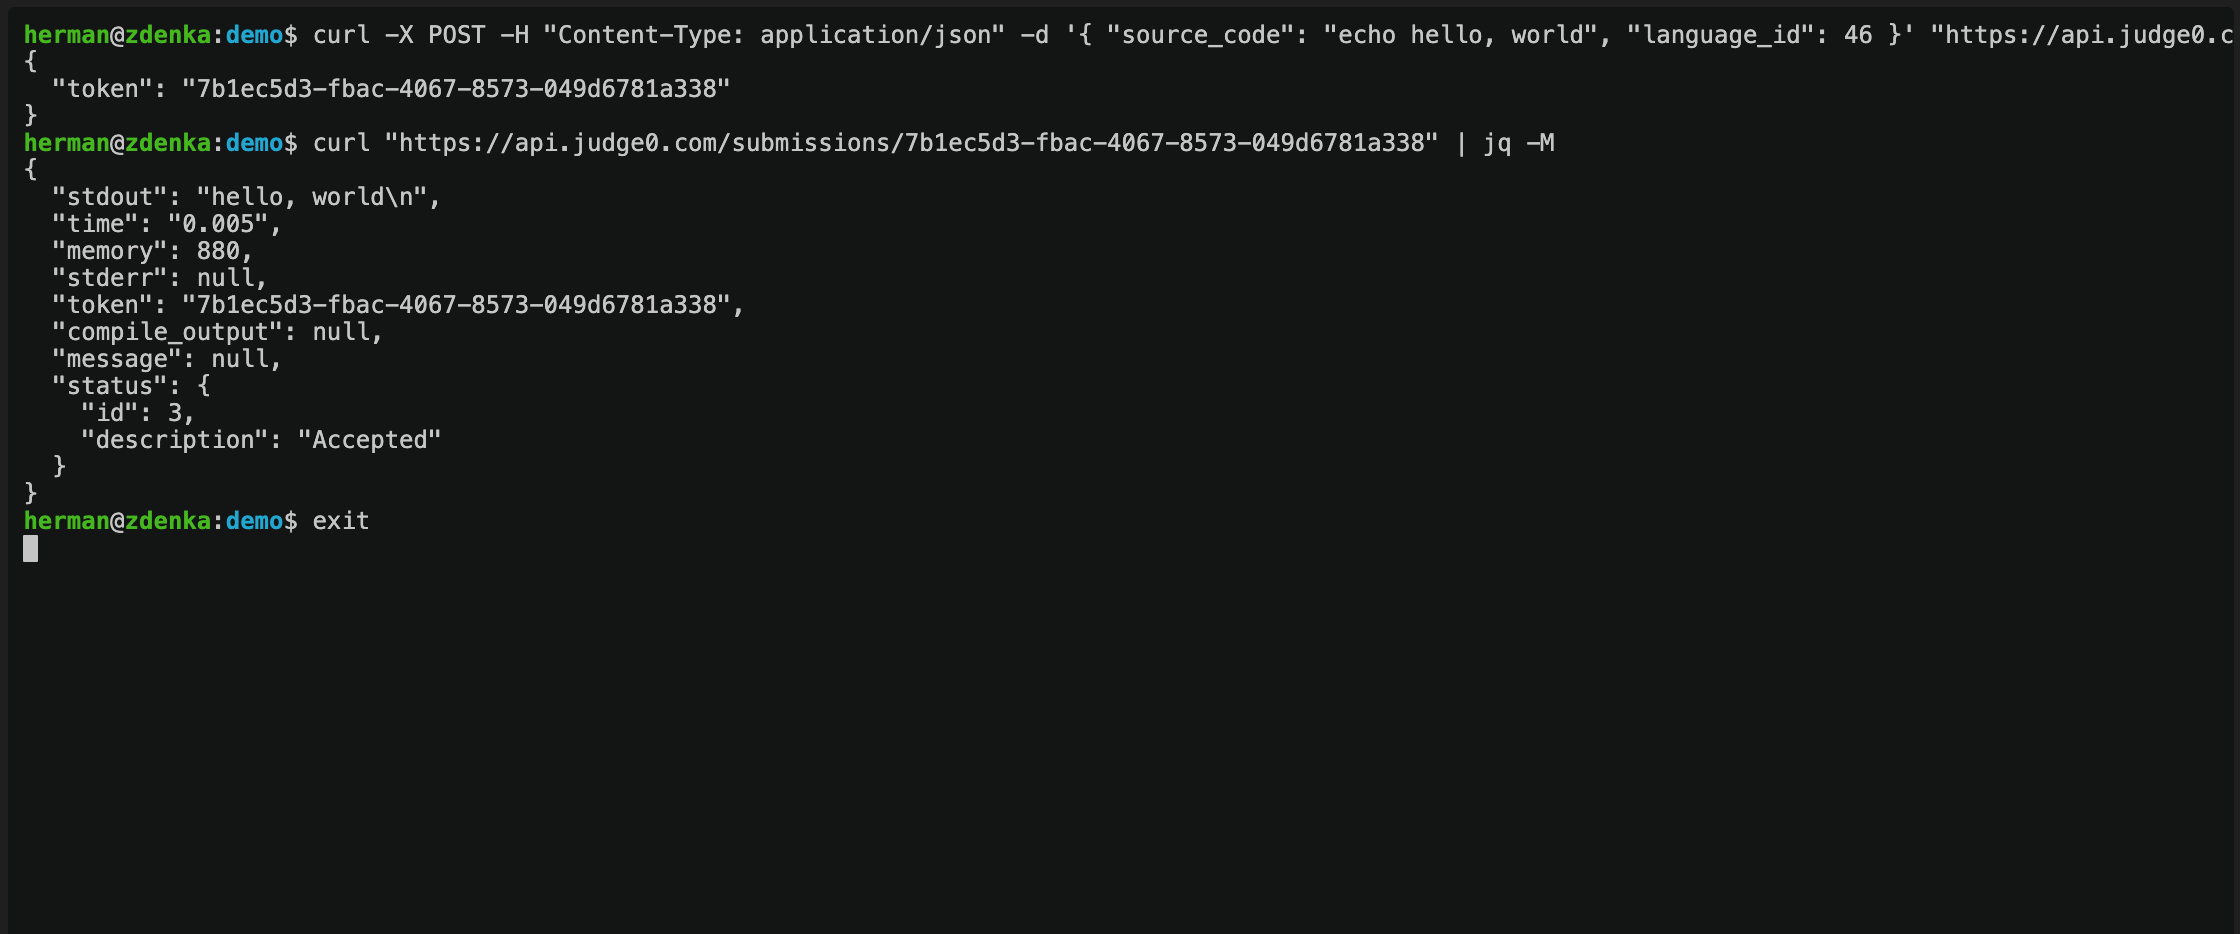 herman@zdenka:demo$ curl -X POST -H "Content-Type: application/json" -d '{ "source_code": "echo hello, world", "language_id": 46 }' "https://api.judge0.c
{
  "token": "7b1ec5d3-fbac-4067-8573-049d6781a338"
}
herman@zdenka:demo$ curl "https://api.judge0.com/submissions/7b1ec5d3-fbac-4067-8573-049d6781a338" | jq -M
{
  "stdout": "hello, world\n",
  "time": "0.005",
  "memory": 880,
  "stderr": null,
  "token": "7b1ec5d3-fbac-4067-8573-049d6781a338",
  "compile_output": null,
  "message": null,
  "status": {
    "id": 3,
    "description": "Accepted"
  }
}
herman@zdenka:demo$ exit